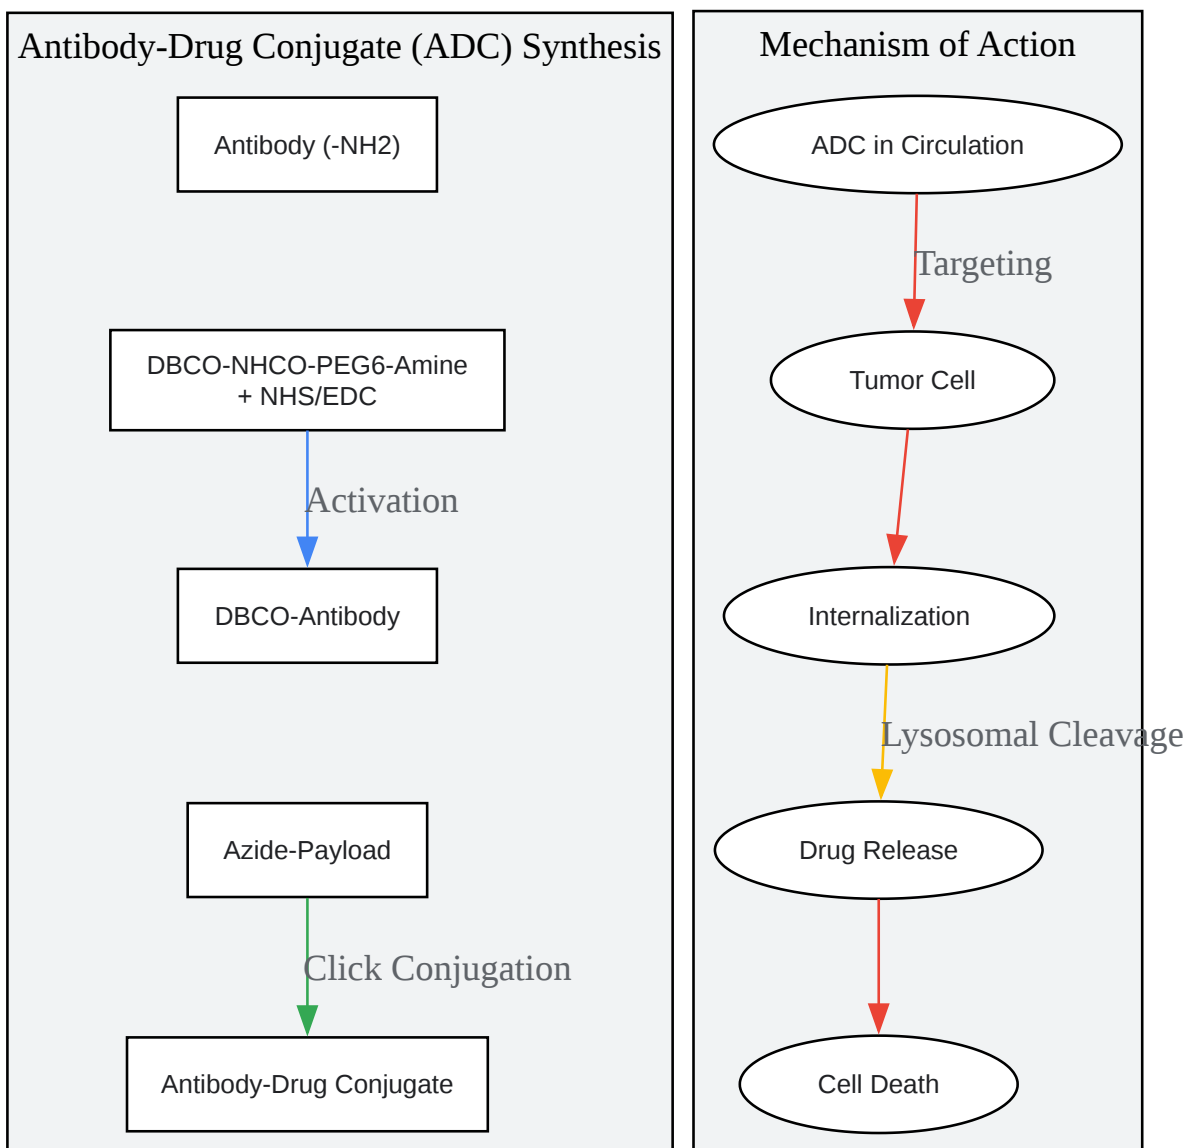 Antibody-Drug Conjugate (ADC) Synthesis
Antibody (-NH2)
DBCO-NHCO-PEG6-Amine
+ NHS/EDC
Activation
DBCO-Antibody
Azide-Payload
Click Conjugation
Antibody-Drug Conjugate
Mechanism of Action
ADC in Circulation
Targeting
Tumor Cell
Internalization
Lysosomal Cleavage
Drug Release
Cell Death